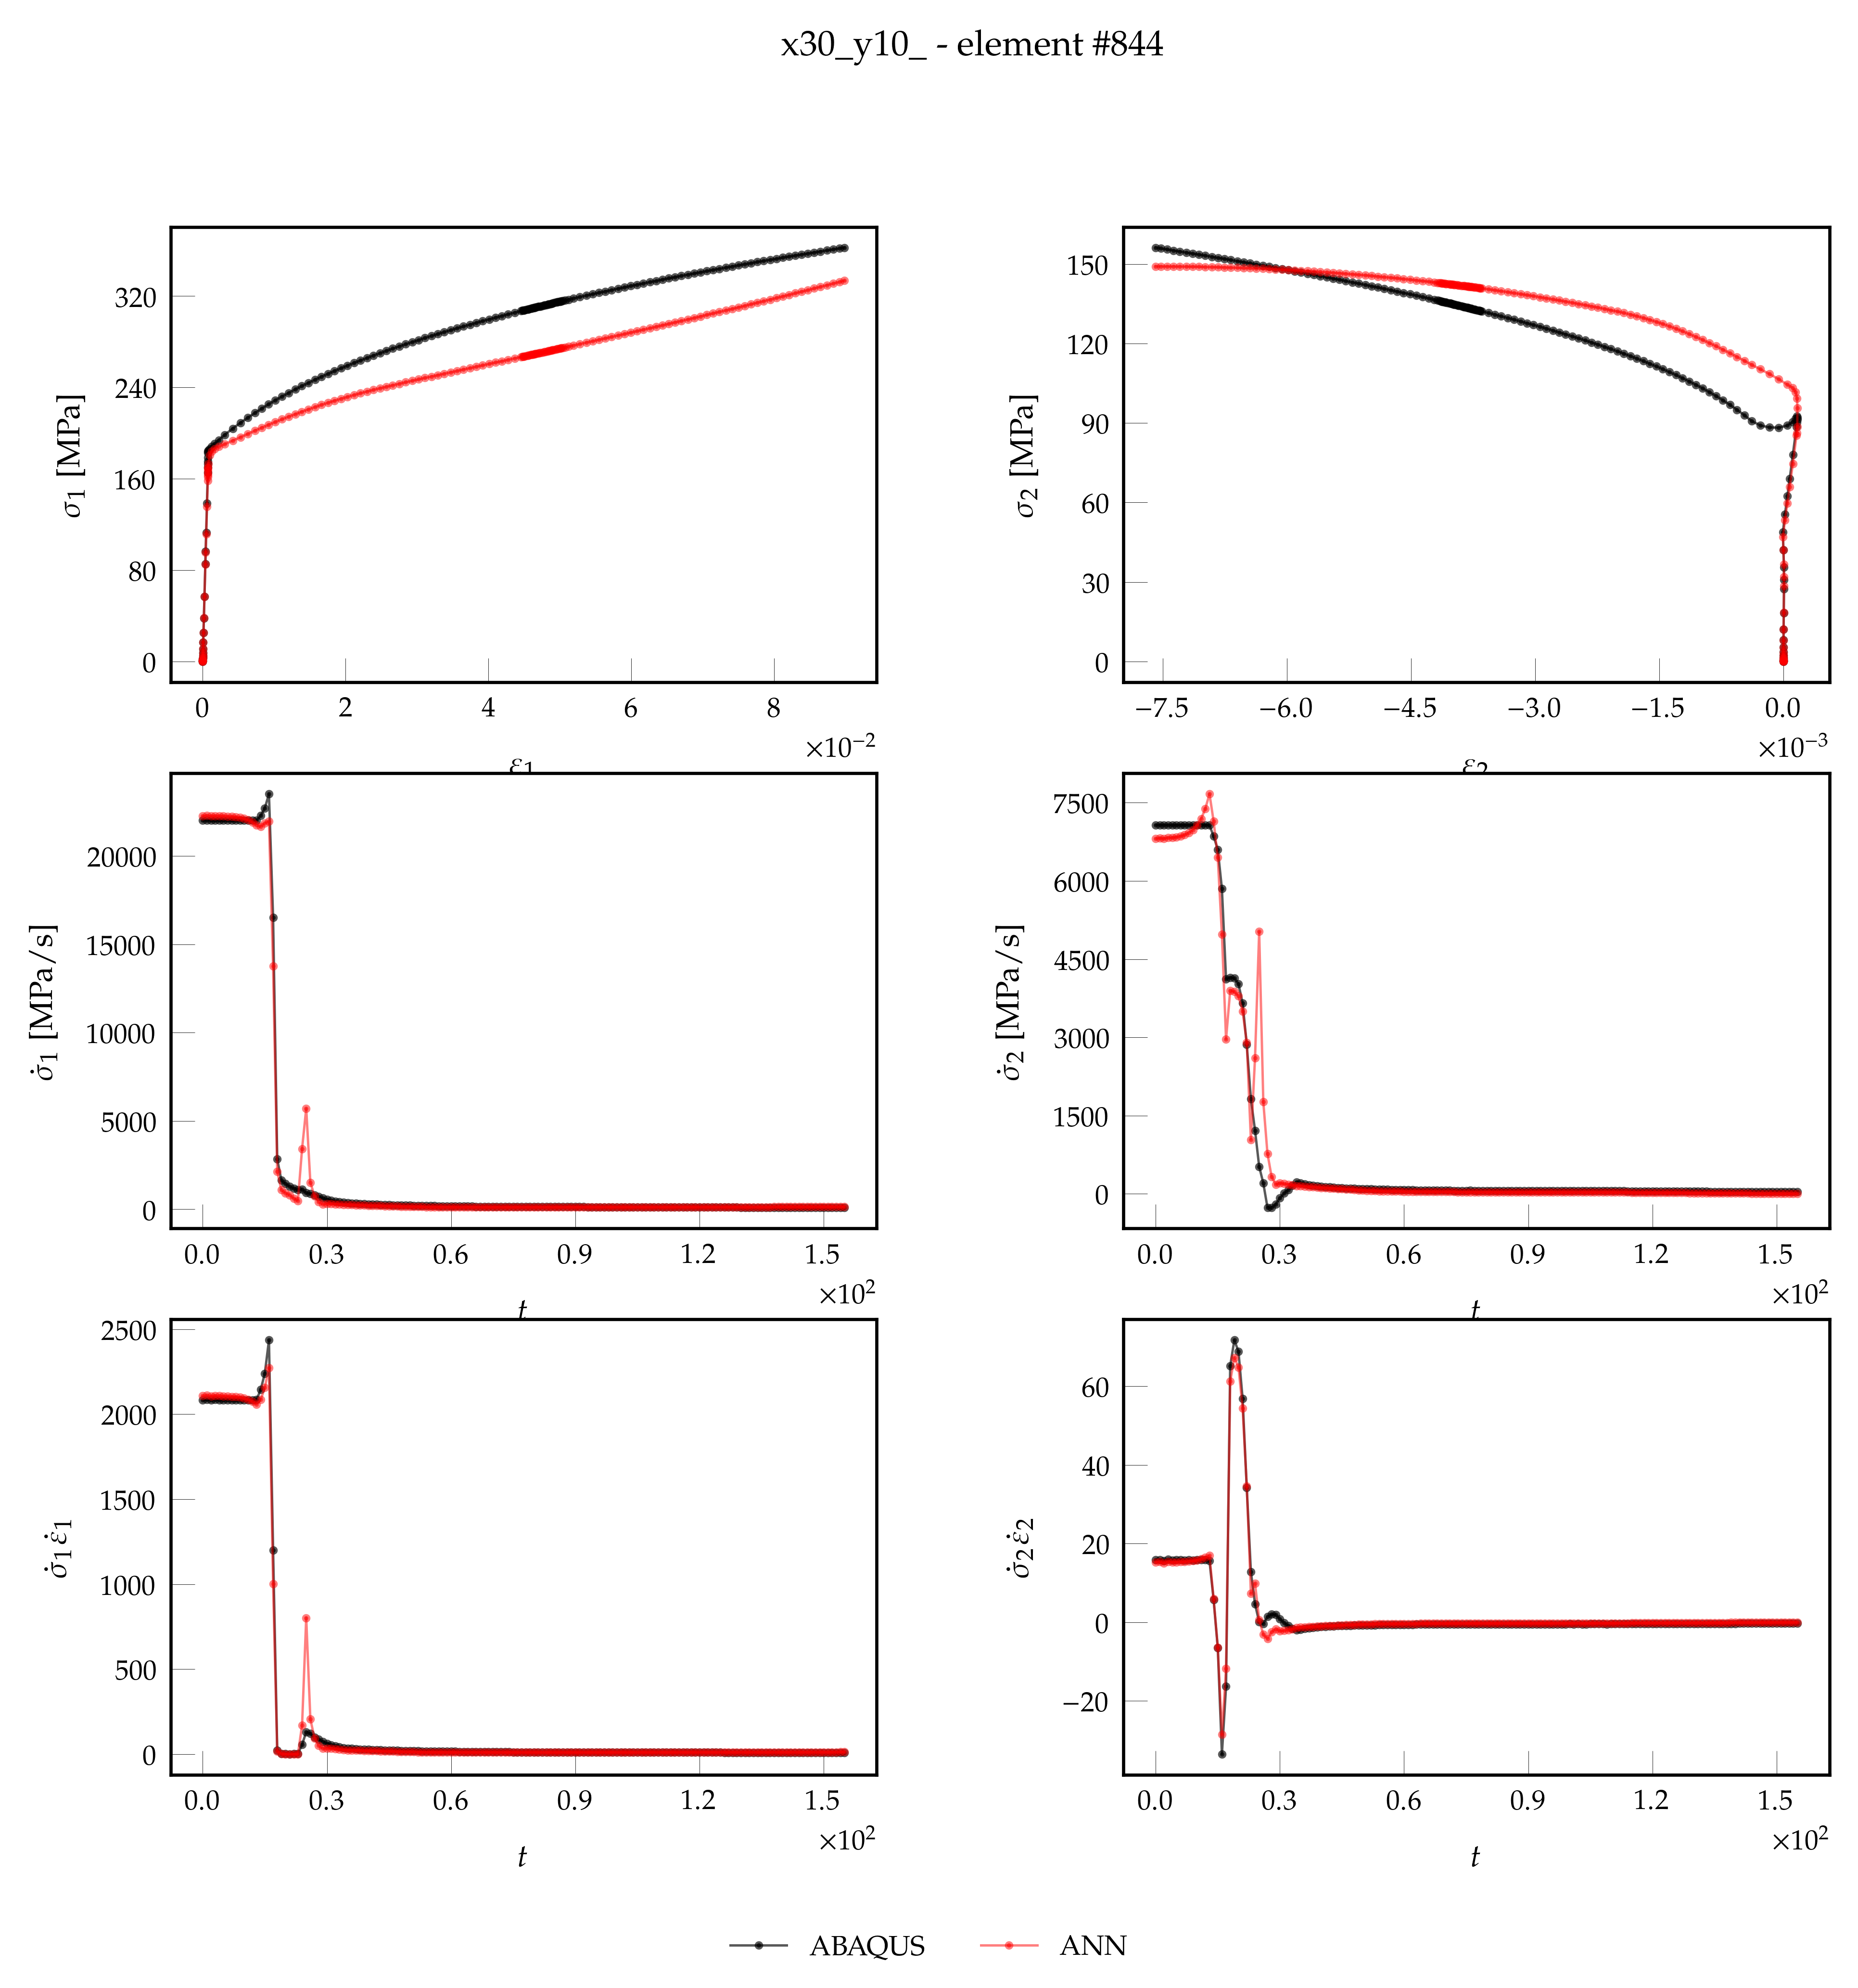 x30_y10_ - element #844
σ₁ [MPa]
320
240
160
80
0
0 2 4 6 8
×10⁻²
ε₁
σ₂ [MPa]
150
120
90
60
30
0
−7.5 −6.0 −4.5 −3.0 −1.5 0.0
×10⁻³
ε₂
σ̇₁ [MPa/s]
20000
15000
10000
5000
0
0.0 0.3 0.6 0.9 1.2 1.5
×10²
t
σ̇₂ [MPa/s]
7500
6000
4500
3000
1500
0
0.0 0.3 0.6 0.9 1.2 1.5
×10²
t
σ̇₁ε̇₁
2500
2000
1500
1000
500
0
0.0 0.3 0.6 0.9 1.2 1.5
×10²
t
σ̇₂ε̇₂
60
40
20
0
−20
0.0 0.3 0.6 0.9 1.2 1.5
×10²
t
ABAQUS ANN